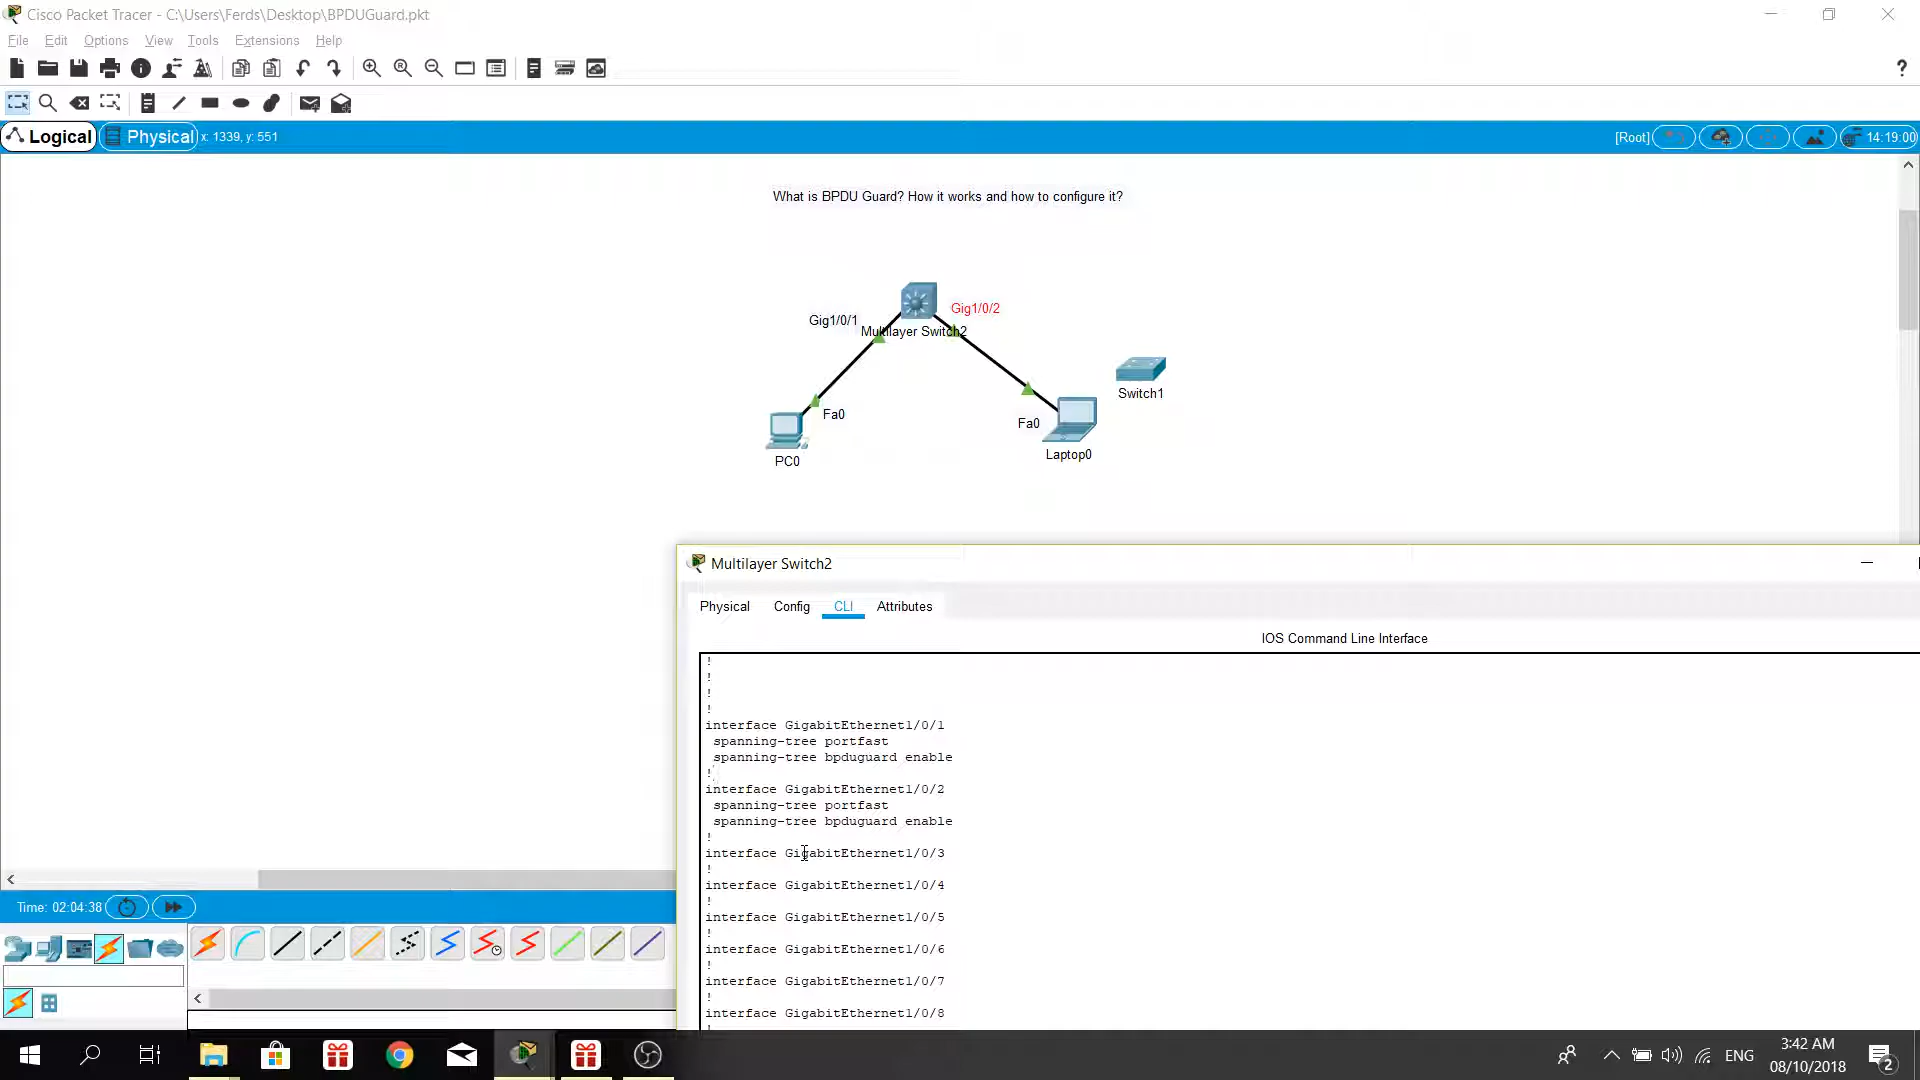 Cisco Packet Tracer - C:\Users\Ferds\Desktop\BPDUGuard.pkt
File Edit Options View Tools Extensions Help
?
Logical Physical x: 1339, y: 551 [Root] 14:19:00
What is BPDU Guard? How it works and how to configure it?
Gig1/0/2
Gig1/0/1
Multilayer Switch2
Switch1
Fa0
Fa0
Laptop0
PC0
Multilayer Switch2
Physical Config CLI Attributes
IOS Command Line Interface
!
!
!
!
interface GigabitEthernet1/0/1
spanning-tree portfast
spanning-tree bpduguard enable
!
interface GigabitEthernet1/0/2
spanning-tree portfast
spanning-tree bpduguard enable
!
interface GigabitEthernet1/0/3
!
interface GigabitEthernet1/0/4
!
interface GigabitEthernet1/0/5
!
interface GigabitEthernet1/0/6
!
interface GigabitEthernet1/0/7
!
interface GigabitEthernet1/0/8
!
Time: 02:04:38
ENG
3:42 AM
08/10/2018
2